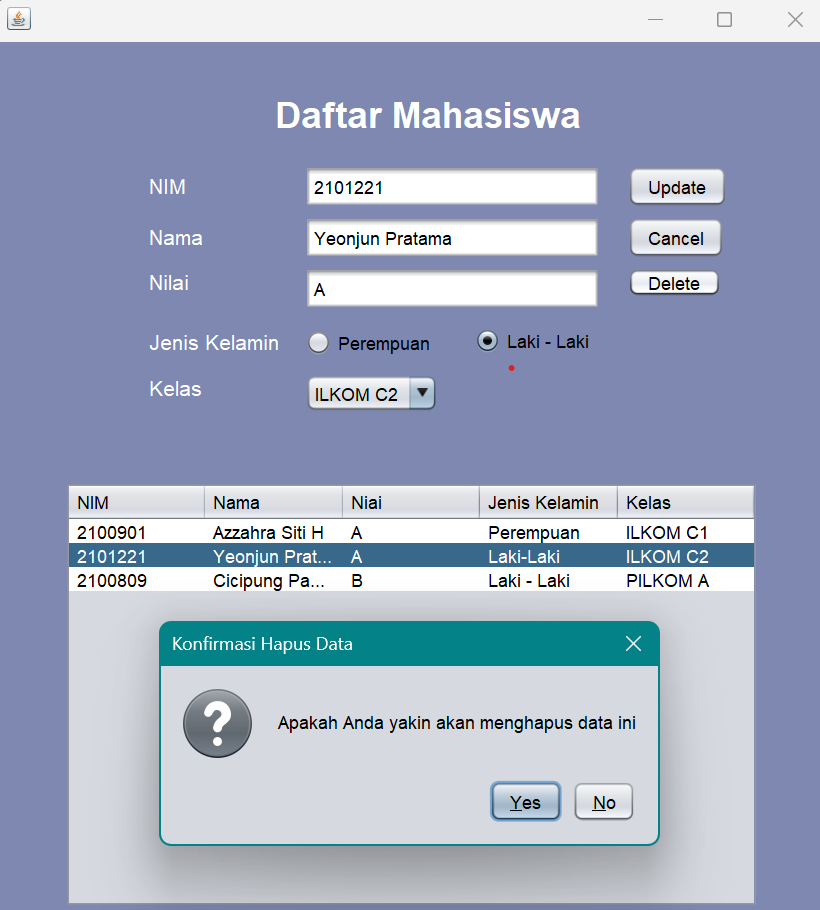 Daftar Mahasiswa
NIM 2101221 Update
Nama Yeonjun Pratama Cancel
Nilai A Delete
Jenis Kelamin Perempuan Laki - Laki
Kelas ILKOM C2
NIM Nama Niai Jenis Kelamin Kelas
2100901 Azzahra Siti H A Perempuan ILKOM C1
2101221 Yeonjun Prat... A Laki-Laki ILKOM C2
2100809 Cicipung Pa... B Laki - Laki PILKOM A
Konfirmasi Hapus Data
Apakah Anda yakin akan menghapus data ini
Yes No